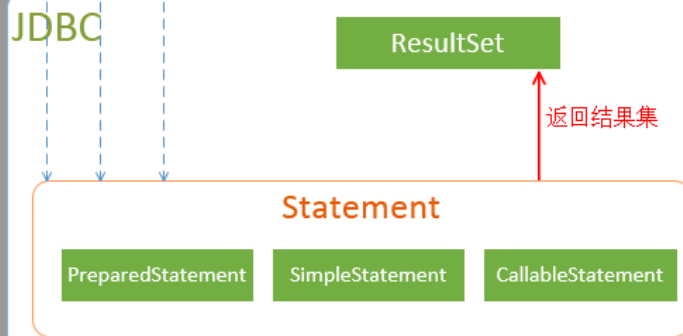 JDBC
ResultSet
返回结果集
Statement
PreparedStatement
SimpleStatement
CallableStatement